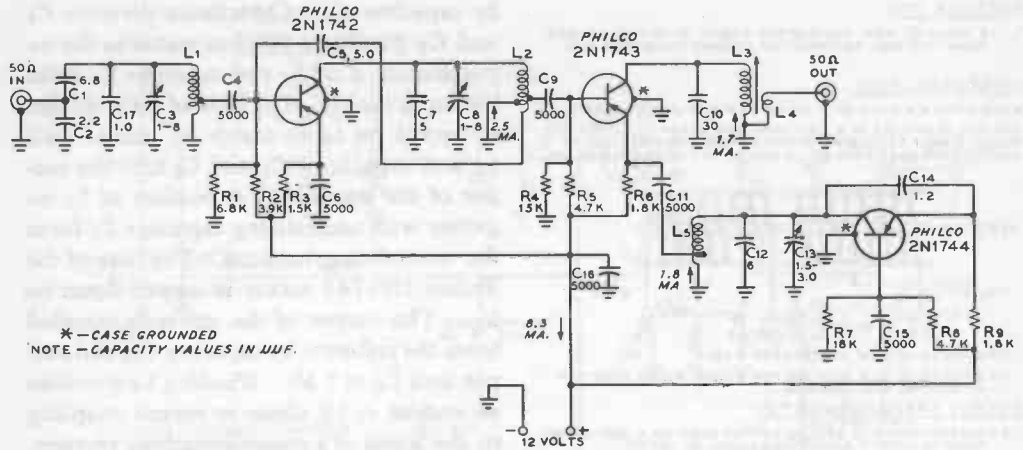 PHILCO
2N1742
PHILCO
2N1743
50Ω
IN
6.8
C1
2.2
C2
C17
1.0
C3
1-8
L1
C4
5000
C5, 5.0
*
C7
5
C8
1-8
2.5
MA.
L2
C9
5000
*
C10
30
L3
1.7
MA.
L4
50Ω
OUT
R1
6.8K
R2
3.9K
R3
1.5K
C6
5000
R4
15K
R5
4.7K
R6
1.8K
C11
5000
C16
5000
L5
1.8
MA
C12
6
C13
1.5-
3.0
*
C14
1.2
PHILCO
2N1744
R7
18K
C15
5000
R8
4.7K
R9
1.8K
8.3
MA.
* - CASE GROUNDED
NOTE - CAPACITY VALUES IN UUF.
- +
12 VOLTS